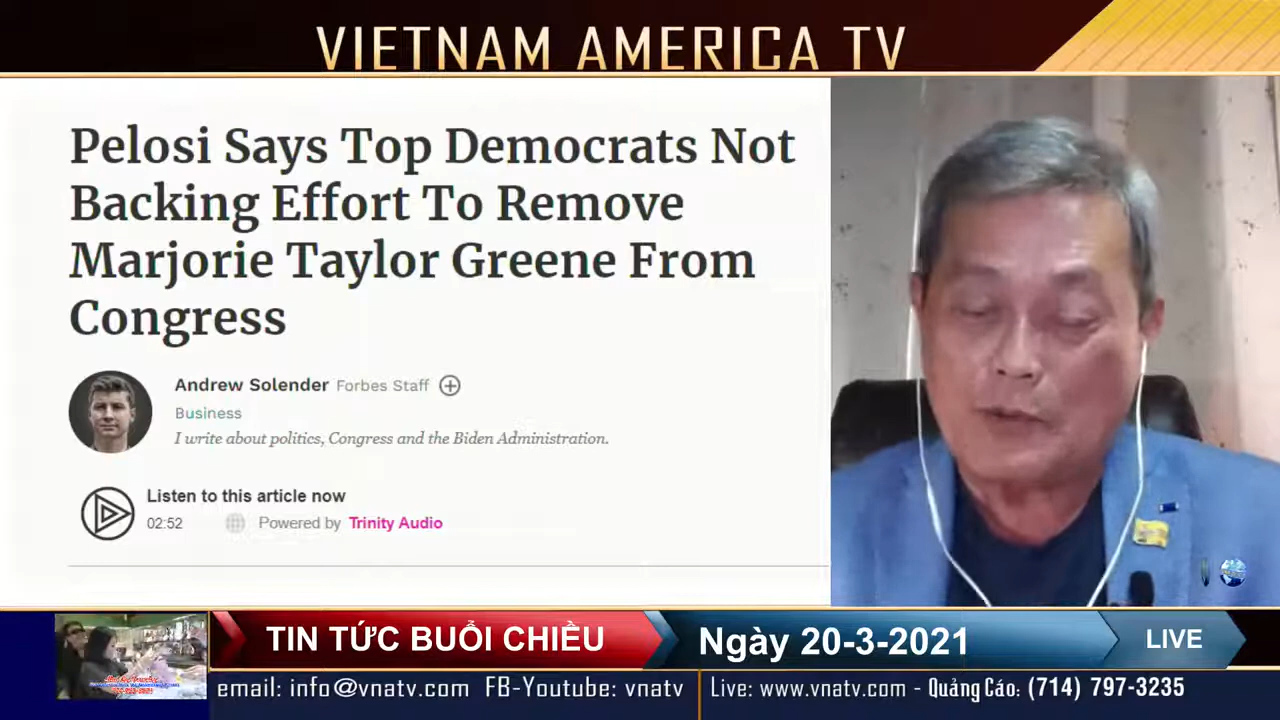 VIETNAM AMERICA TV
Pelosi Says Top Democrats Not
Backing Effort To Remove
Marjorie Taylor Greene From
Congress
Andrew Solender Forbes Staff
Business
I write about politics, Congress and the Biden Administration.
Listen to this article now
02:52 Powered by Trinity Audio
TIN TỨC BUỔI CHIỀU Ngày 20-3-2021 LIVE
email: info@vnatv.com FB-Youtube: vnatv Live: www.vnatv.com - Quảng Cáo: (714) 797-3235